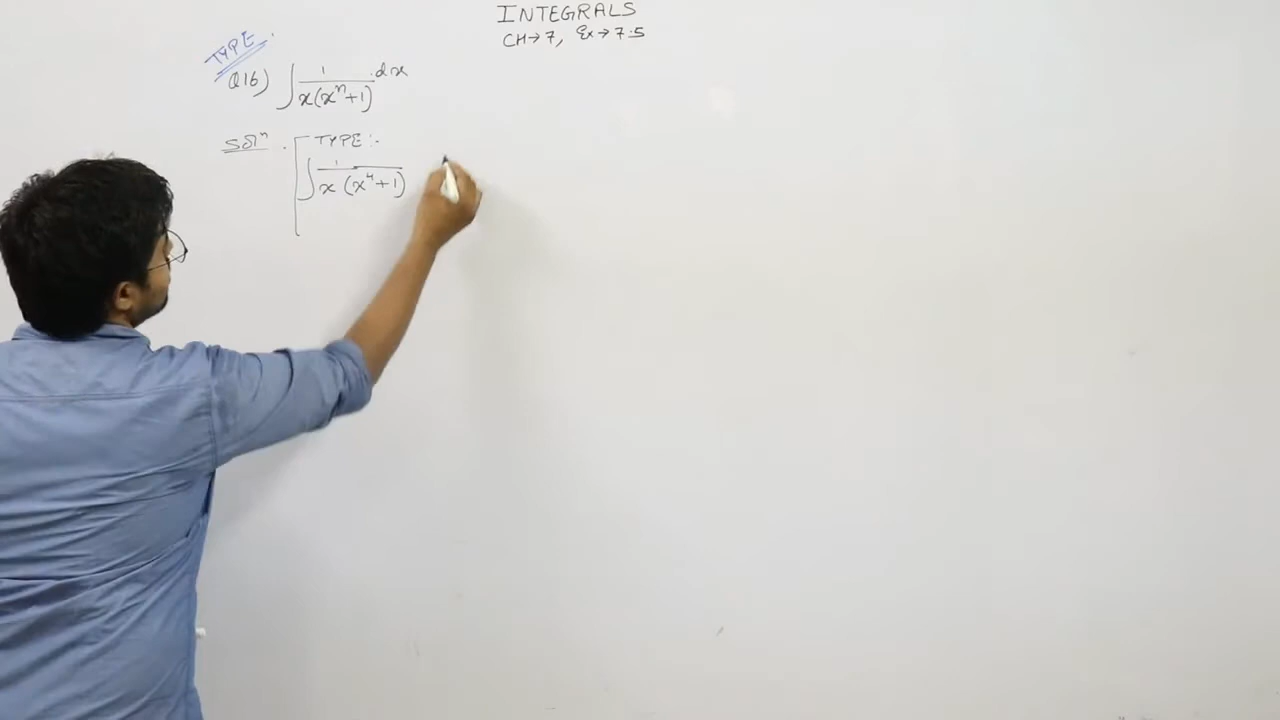 INTEGRALS
CH→7, Ex→7.5
TYPE
Q16) ∫ 1/x(xⁿ+1) .dx
Solⁿ . TYPE:-
∫ 1/x(x⁴+1)